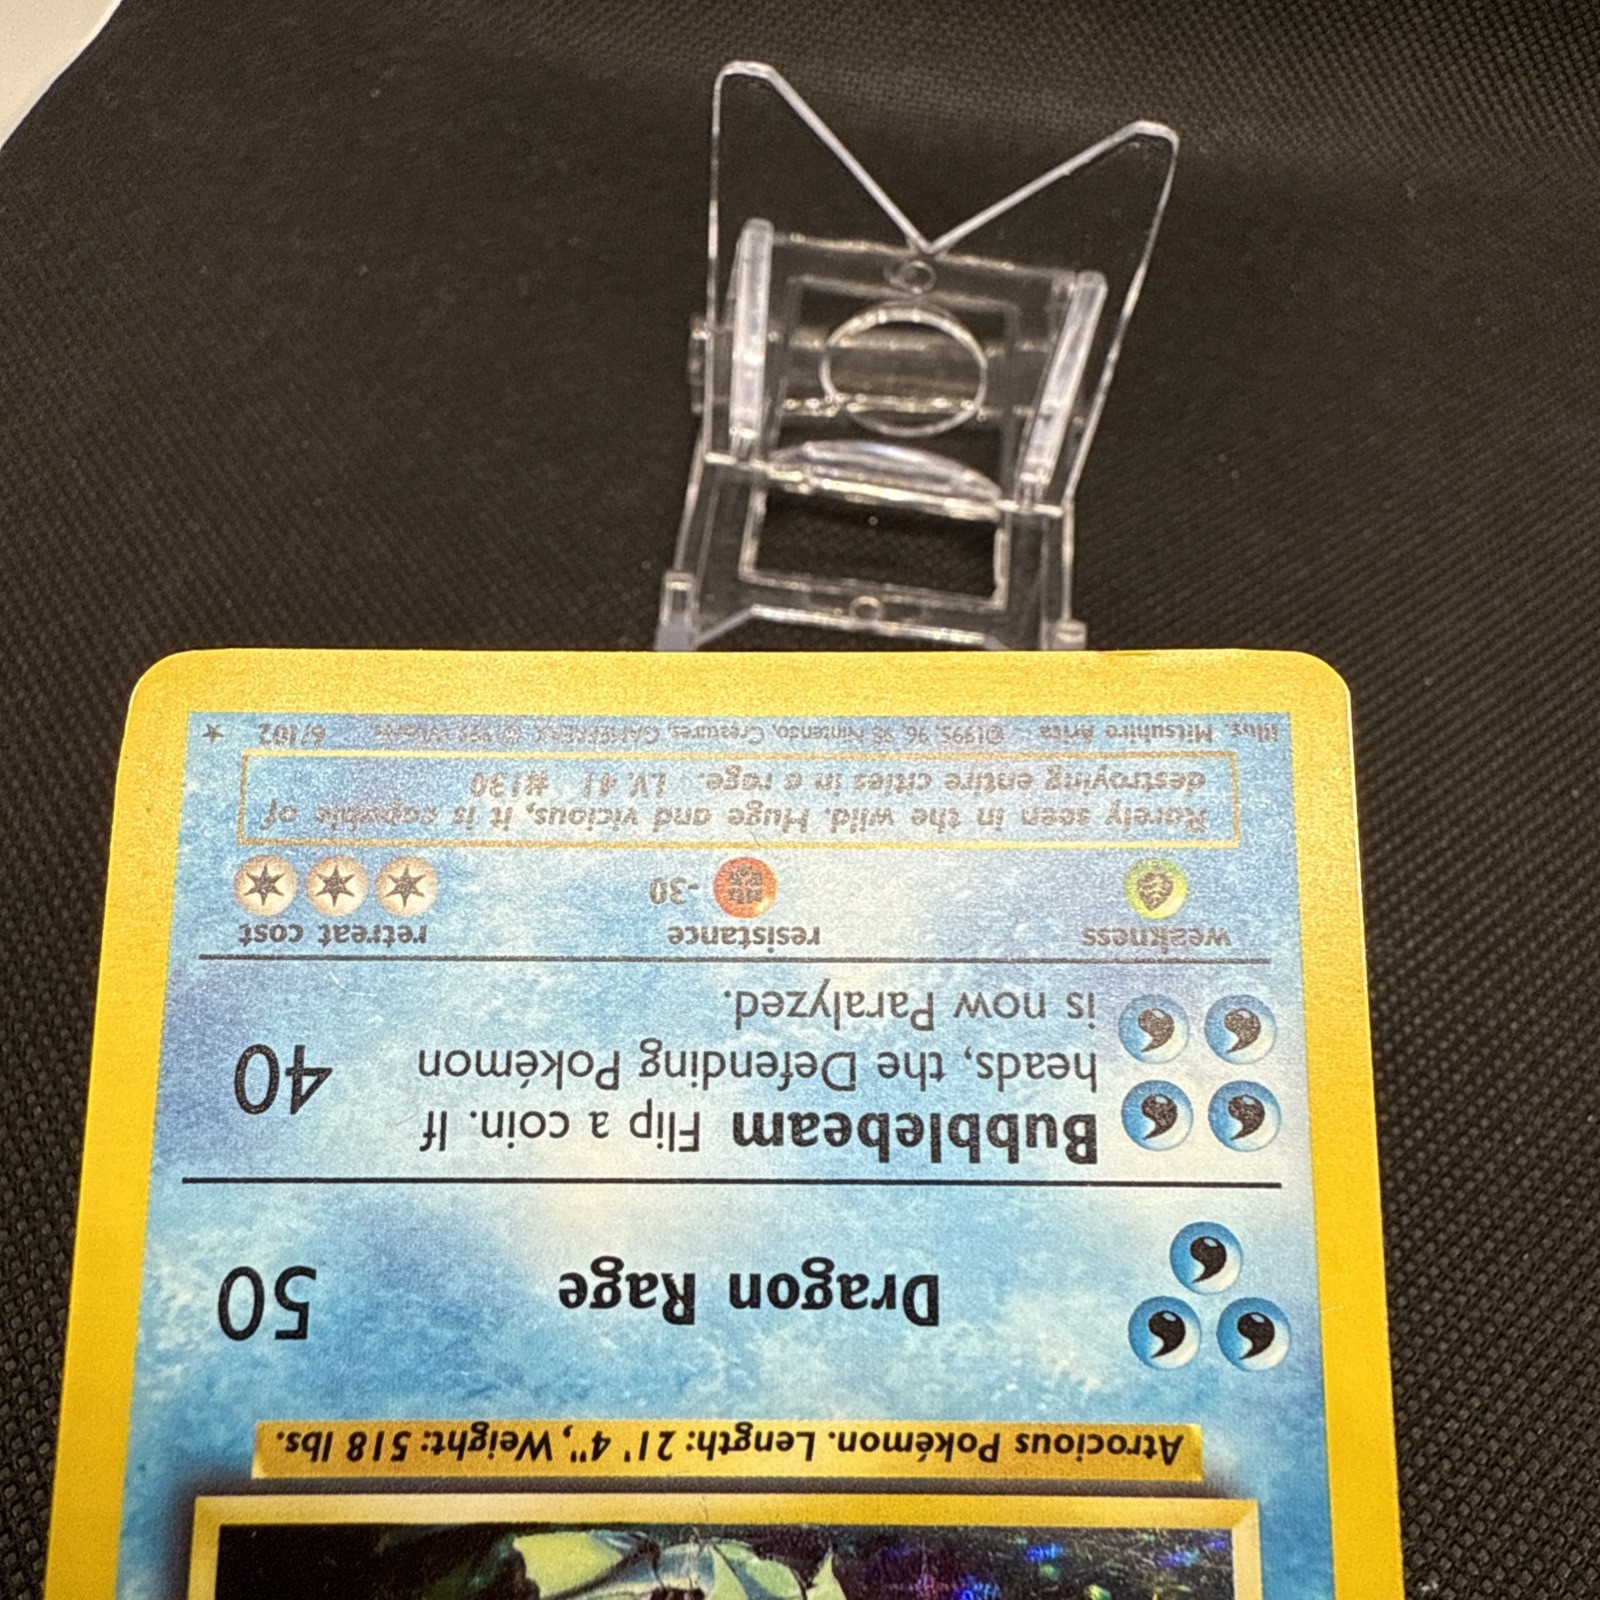 Atrocious Pokémon. Length: 21' 4", Weight: 518 lbs.
Dragon Rage 50
Bubblebeam Flip a coin. If
heads, the Defending Pokémon
is now Paralyzed.
40
weakness resistance retreat cost
-30
Rarely seen in the wild. Huge and vicious, it is capable of
destroying entire cities in a rage. LV. 41 #130
Illus. Mitsuhiro Arita ©1995, 96, 98 Nintendo, Creatures, GAMEFREAK. © 1999 Wizards. 6/102 ★